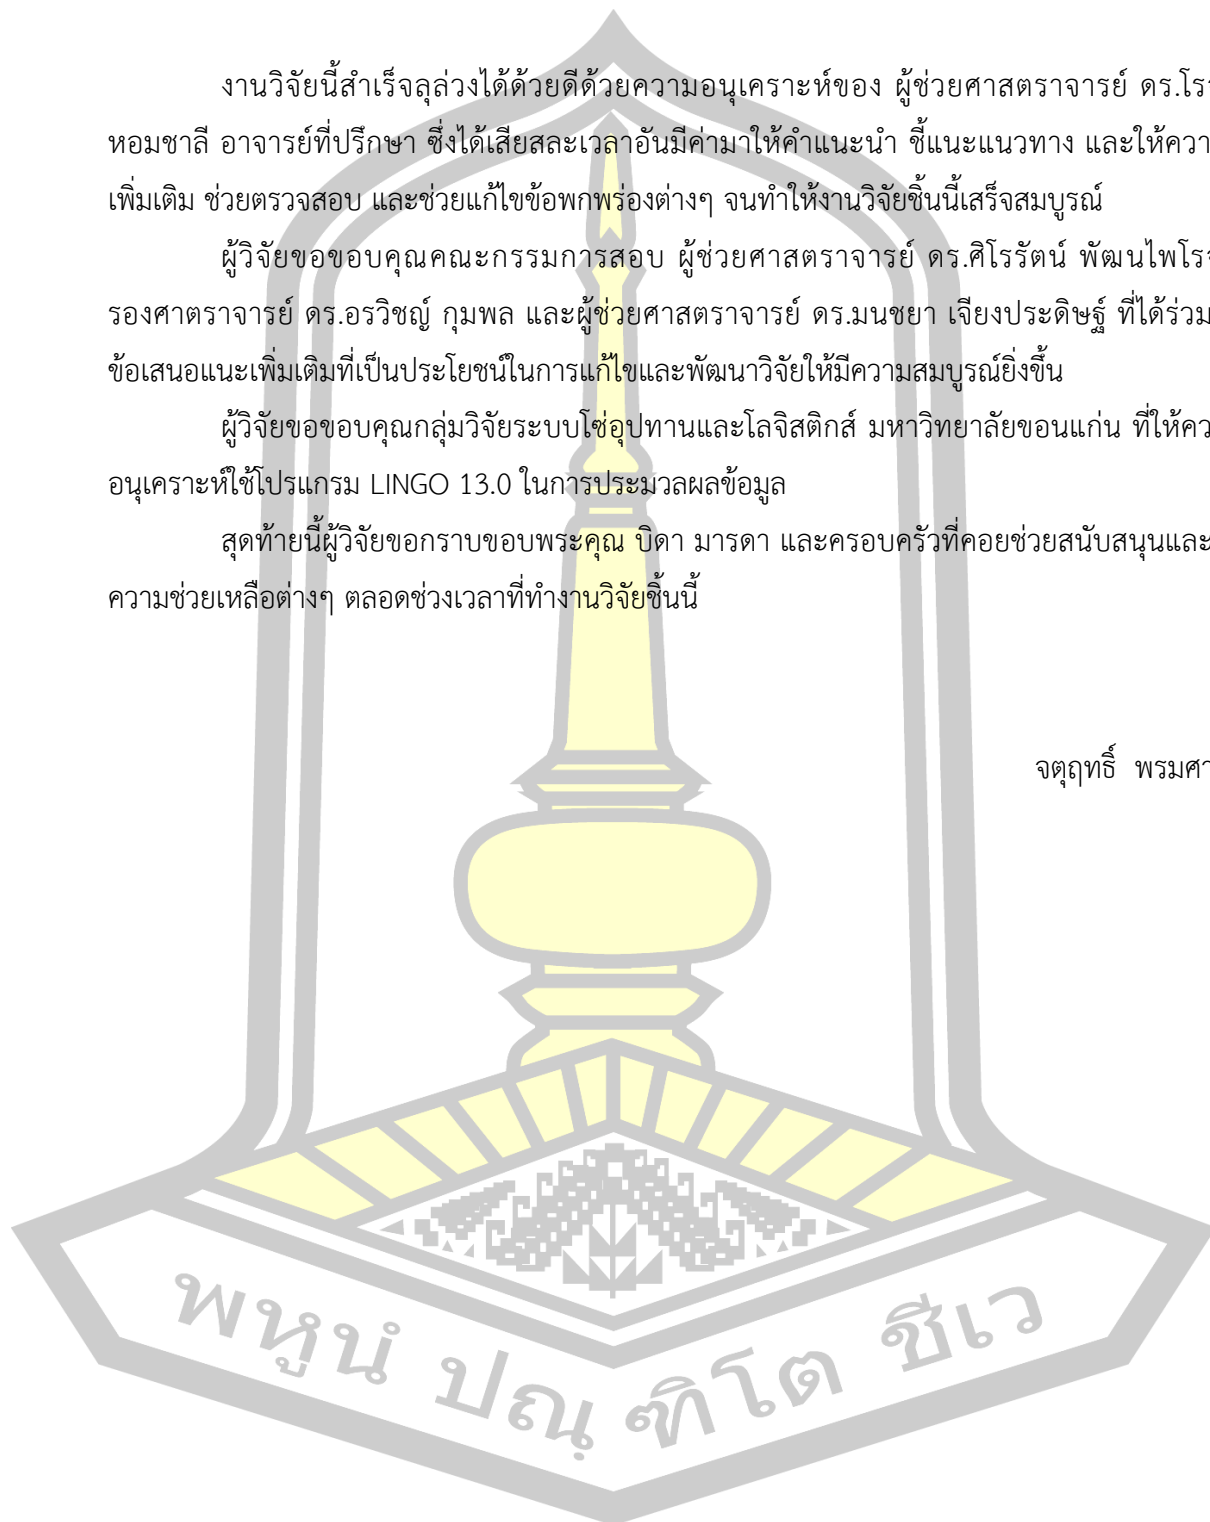 งานวิจัยนี้สำเร็จลุล่วงได้ด้วยดีด้วยความอนุเคราะห์ของ ผู้ช่วยศาสตราจารย์ ดร.โร
หอมชาลี อาจารย์ที่ปรึกษา ซึ่งได้เสียสละเวลาอันมีค่ามาให้คำแนะนำ ชี้แนะแนวทาง และให้ควา
เพิ่มเติม ช่วยตรวจสอบ และช่วยแก้ไขข้อพกพร่องต่างๆ จนทำให้งานวิจัยชิ้นนี้เสร็จสมบูรณ์
ผู้วิจัยขอขอบคุณคณะกรรมการสอบ ผู้ช่วยศาสตราจารย์ ดร.ศิโรรัตน์ พัฒนไพโรจ
รองศาตราจารย์ ดร.อรวิชญ์ กุมพล และผู้ช่วยศาสตราจารย์ ดร.มนชยา เจียงประดิษฐ์ ที่ได้ร่วม
ข้อเสนอแนะเพิ่มเติมที่เป็นประโยชน์ในการแก้ไขและพัฒนาวิจัยให้มีความสมบูรณ์ยิ่งขึ้น
ผู้วิจัยขอขอบคุณกลุ่มวิจัยระบบโซ่อุปทานและโลจิสติกส์ มหาวิทยาลัยขอนแก่น ที่ให้คว
อนุเคราะห์ใช้โปรแกรม LINGO 13.0 ในการประมวลผลข้อมูล
สุดท้ายนี้ผู้วิจัยขอกราบขอบพระคุณ บิดา มารดา และครอบครัวที่คอยช่วยสนับสนุนและ
ความช่วยเหลือต่างๆ ตลอดช่วงเวลาที่ทำงานวิจัยชิ้นนี้
จตุฤทธิ์ พรมศา
พหูนํ ปณฺ ฑิโต ชีเว